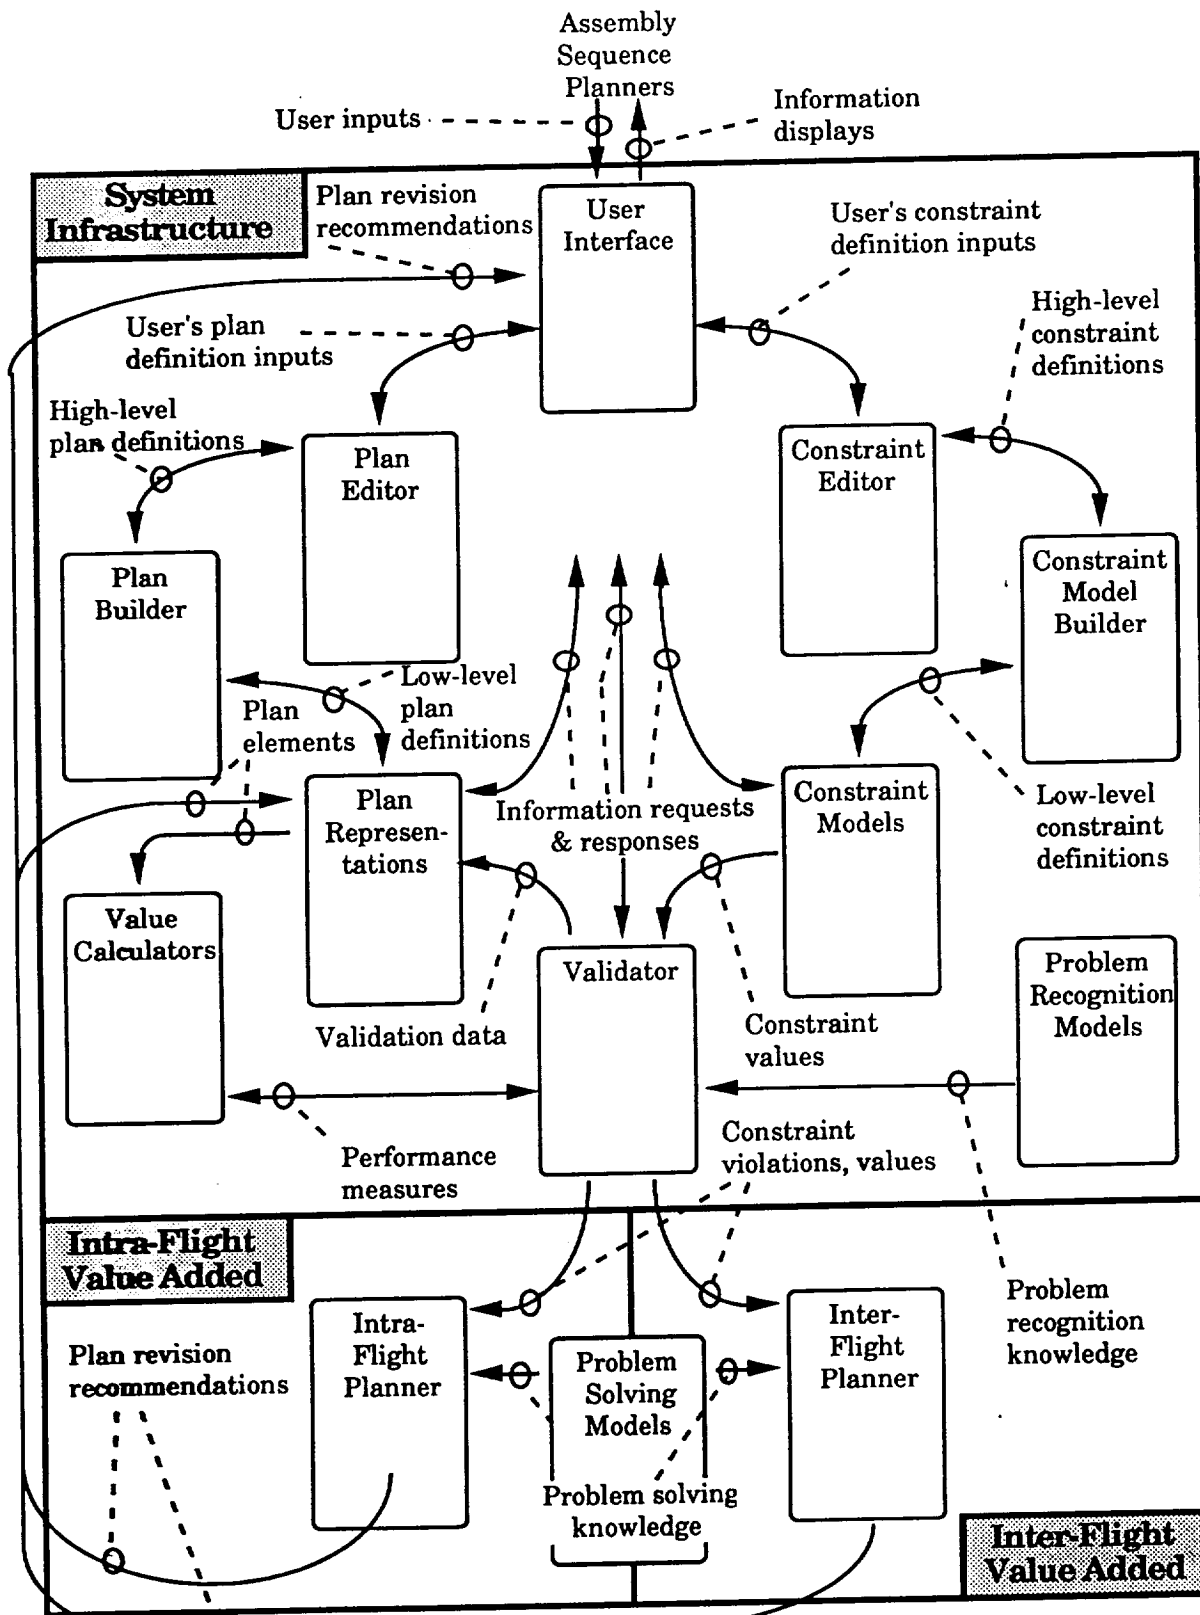 Assembly
Sequence
Planners
User inputs
Information
displays
System
Infrastructure
Plan revision
recommendations
User
Interface
User's constraint
definition inputs
User's plan
definition inputs
High-level
constraint
definitions
High-level
plan definitions
Plan
Editor
Constraint
Editor
Plan
Builder
Constraint
Model
Builder
Low-level
plan
definitions
Plan
elements
Plan
Represen-
tations
Information requests
& responses
Constraint
Models
Low-level
constraint
definitions
Value
Calculators
Validator
Problem
Recognition
Models
Validation data
Constraint
values
Performance
measures
Constraint
violations, values
Intra-Flight
Value Added
Problem
recognition
knowledge
Plan revision
recommendations
Intra-
Flight
Planner
Problem
Solving
Models
Inter-
Flight
Planner
Problem solving
knowledge
Inter-Flight
Value Added